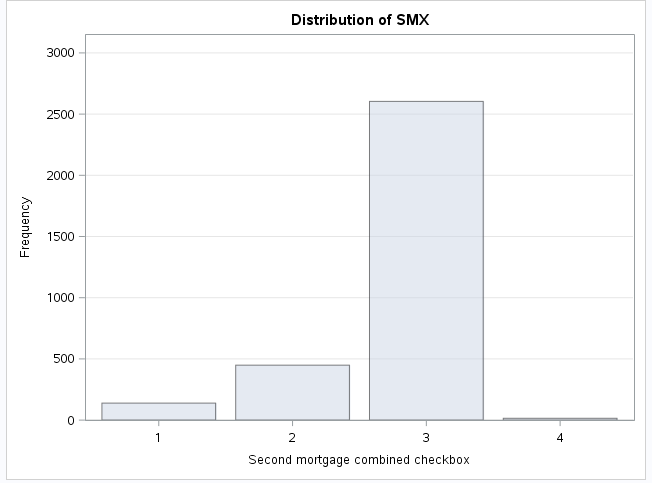 Distribution of SMX
3000
2500
2000
1500
1000
500
0
Frequency
1 2 3 4
Second mortgage combined checkbox